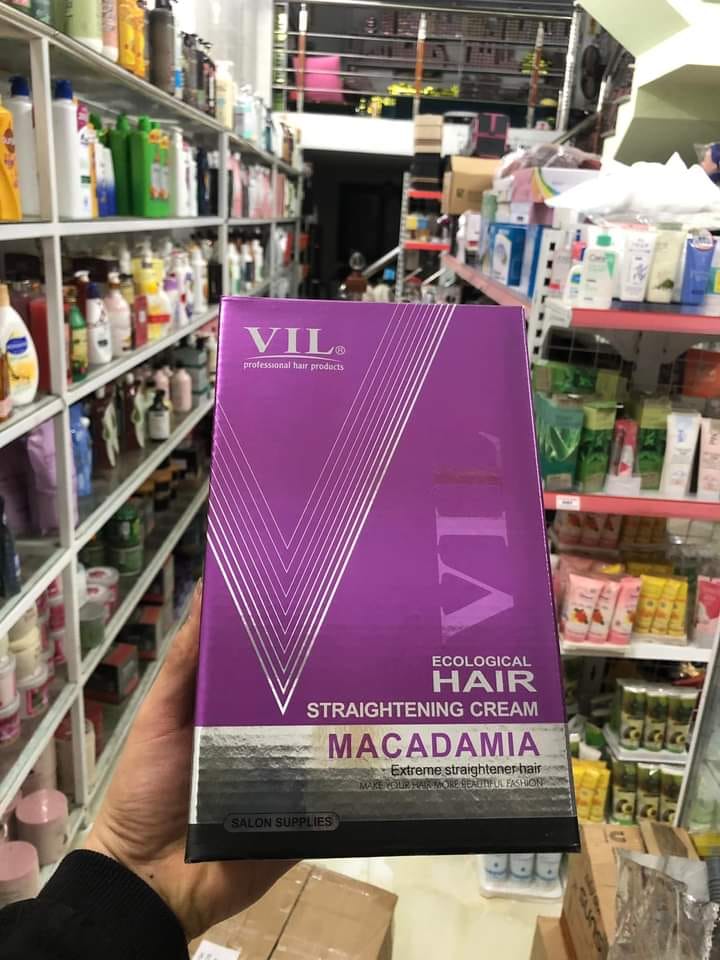 VIL®
professional hair products
VIL
ECOLOGICAL
HAIR
STRAIGHTENING CREAM
MACADAMIA
Extreme straightener hair
MAKE YOUR HAIR MORE BEAUTIFUL FASHION
SALON SUPPLIES